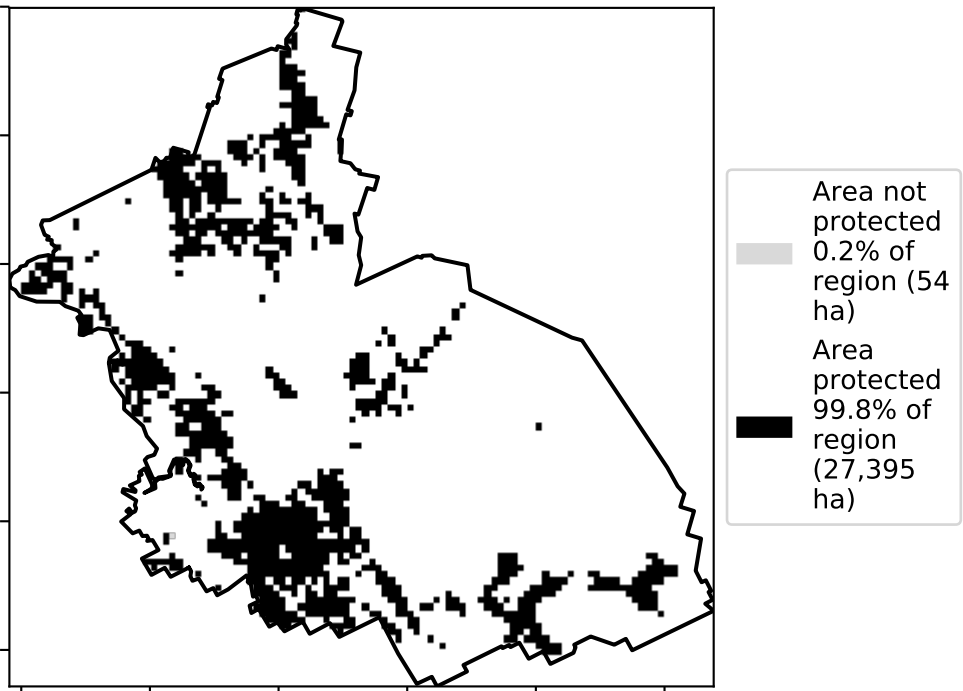 Area not
protected
0.2% of
region (54
ha)
Area
protected
99.8% of
region
(27,395
ha)